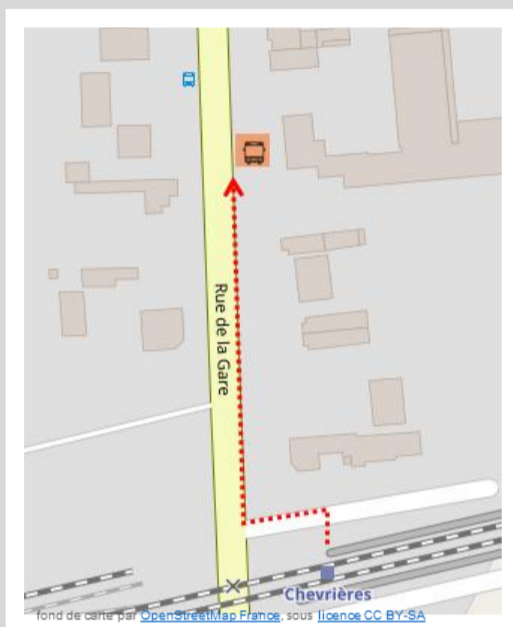 Rue de la Gare
Chevrières
fond de carte par OpenStreetMap France, sous licence CC BY-SA